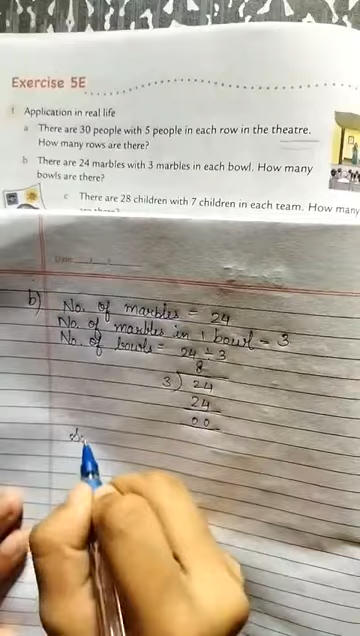 Exercise 5E
1 Application in real life
a There are 30 people with 5 people in each row in the theatre.
How many rows are there?
b There are 24 marbles with 3 marbles in each bowl. How many
bowls are there?
c There are 28 children with 7 children in each team. How many
Date
b) No. of marbles = 24
No. of marbles in 1 bowl = 3
No. of bowls = 24 ÷ 3
8
3) 24
24
00